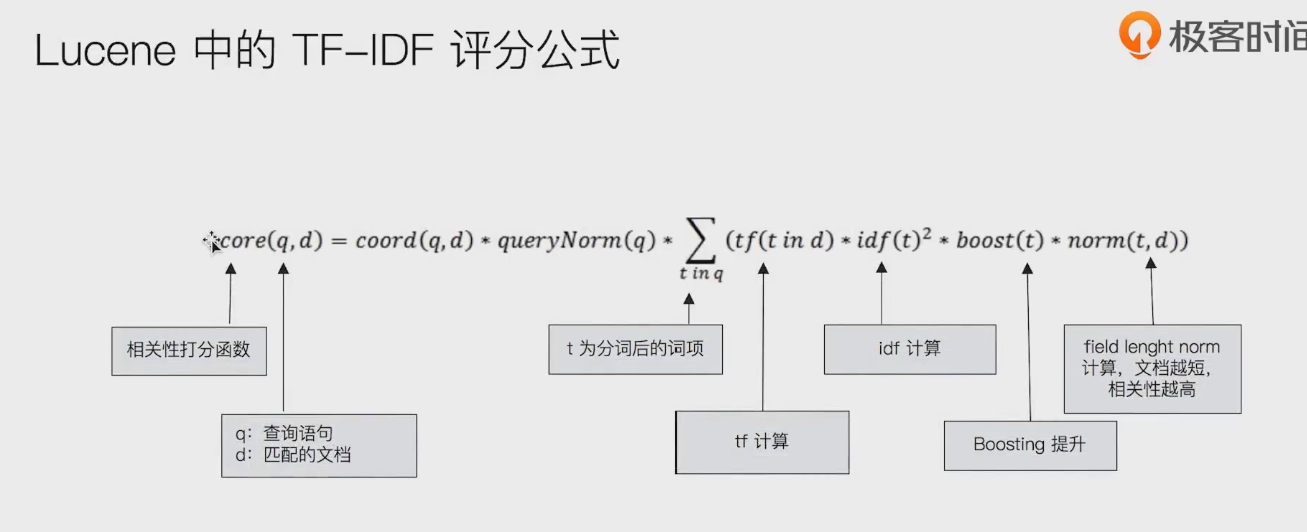 Lucene 中的 TF-IDF 评分公式
极客时间
core(q,d) = coord(q,d) * queryNorm(q) * ∑ (tf(t in d) * idf(t)² * boost(t) * norm(t,d))
t in q
相关性打分函数
t 为分词后的词项
idf 计算
field lenght norm
计算，文档越短，
相关性越高
q：查询语句
d：匹配的文档
tf 计算
Boosting 提升